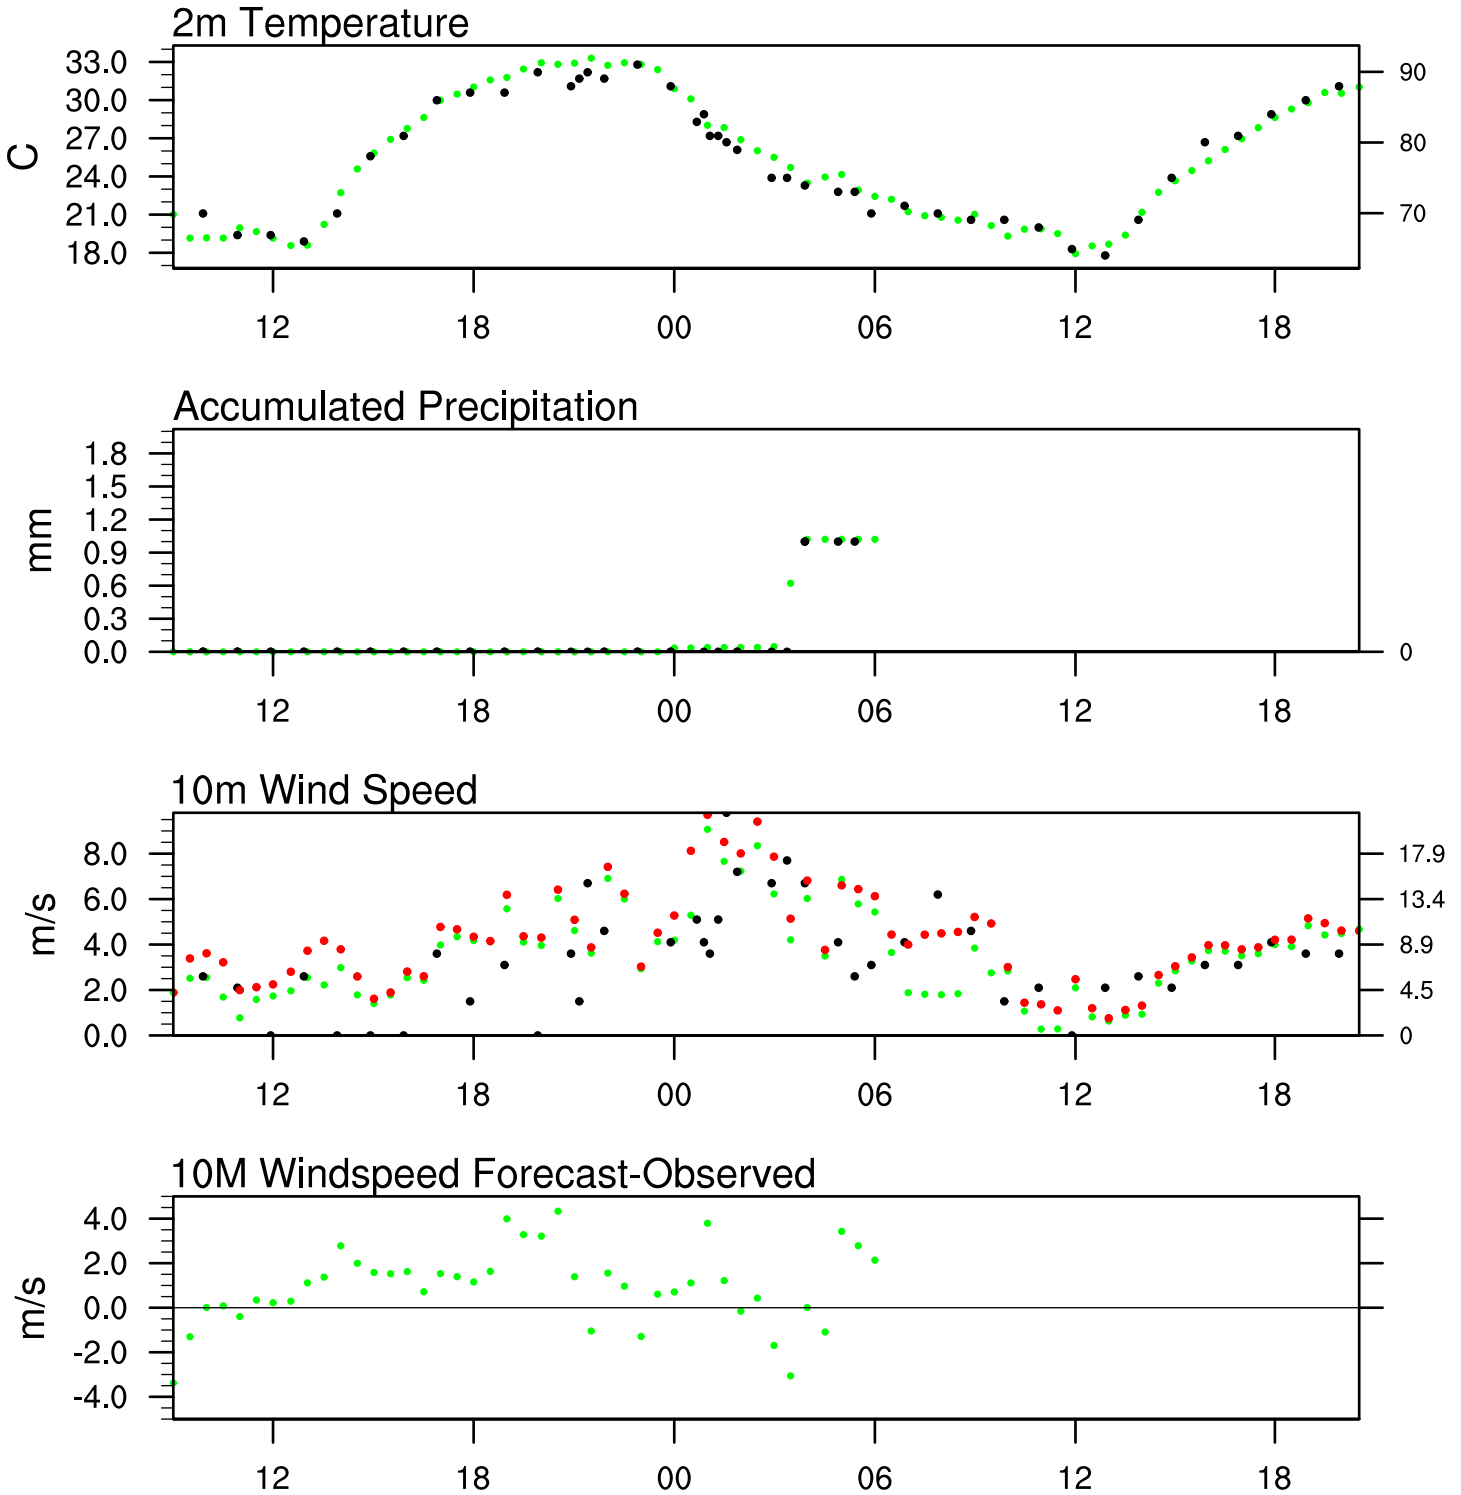 2m Temperature
33.0
30.0
27.0
24.0
21.0
18.0
C
90
80
70
12 18 00 06 12 18
Accumulated Precipitation
1.8
1.5
1.2
0.9
0.6
0.3
0.0
mm
0
12 18 00 06 12 18
10m Wind Speed
8.0
6.0
4.0
2.0
0.0
m/s
17.9
13.4
8.9
4.5
0
12 18 00 06 12 18
10M Windspeed Forecast-Observed
4.0
2.0
0.0
-2.0
-4.0
m/s
12 18 00 06 12 18